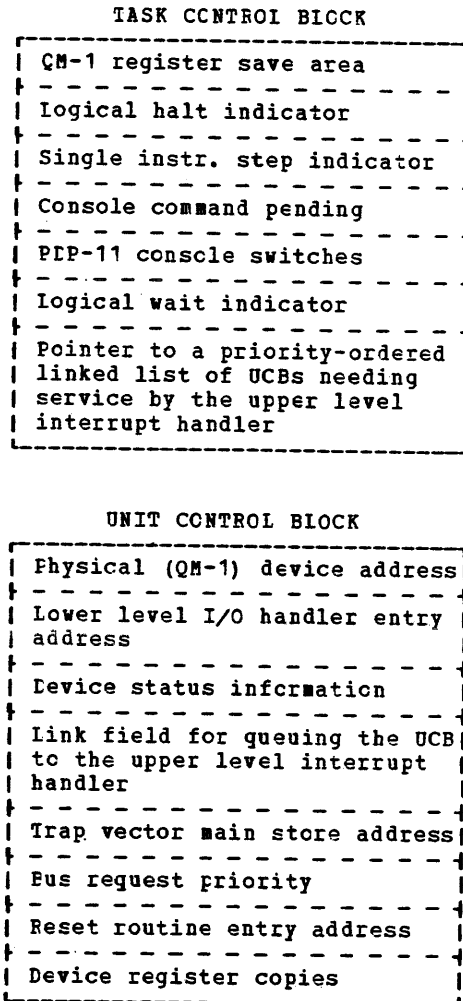 TASK CONTROL BLOCK
QM-1 register save area
Logical halt indicator
Single instr. step indicator
Console command pending
PDP-11 console switches
Logical wait indicator
Pointer to a priority-ordered
linked list of UCBs needing
service by the upper level
interrupt handler
UNIT CONTROL BLOCK
Physical (QM-1) device address
Lower level I/O handler entry
address
Device status information
Link field for queuing the UCB
to the upper level interrupt
handler
Trap vector main store address
Bus request priority
Reset routine entry address
Device register copies